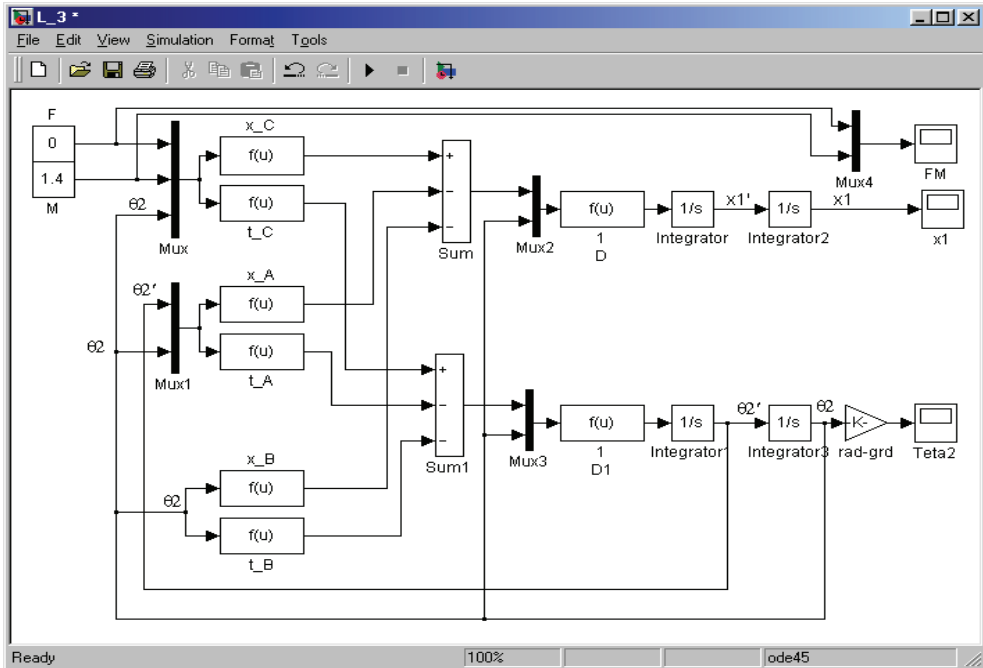 L_3 *
File Edit View Simulation Format Tools
F
0
1.4
M
θ2
Mux
x_C
f(u)
f(u)
t_C
+
−
−
Sum
Mux2
f(u)
1
D
1/s
Integrator
x1'
1/s
Integrator2
x1
Mux4
FM
x1
θ2'
θ2
Mux1
x_A
f(u)
f(u)
t_A
+
−
−
Sum1
Mux3
f(u)
1
D1
1/s
Integrator1
θ2'
1/s
Integrator3
θ2
-K-
rad-grd
Teta2
θ2
x_B
f(u)
f(u)
t_B
Ready 100% ode45